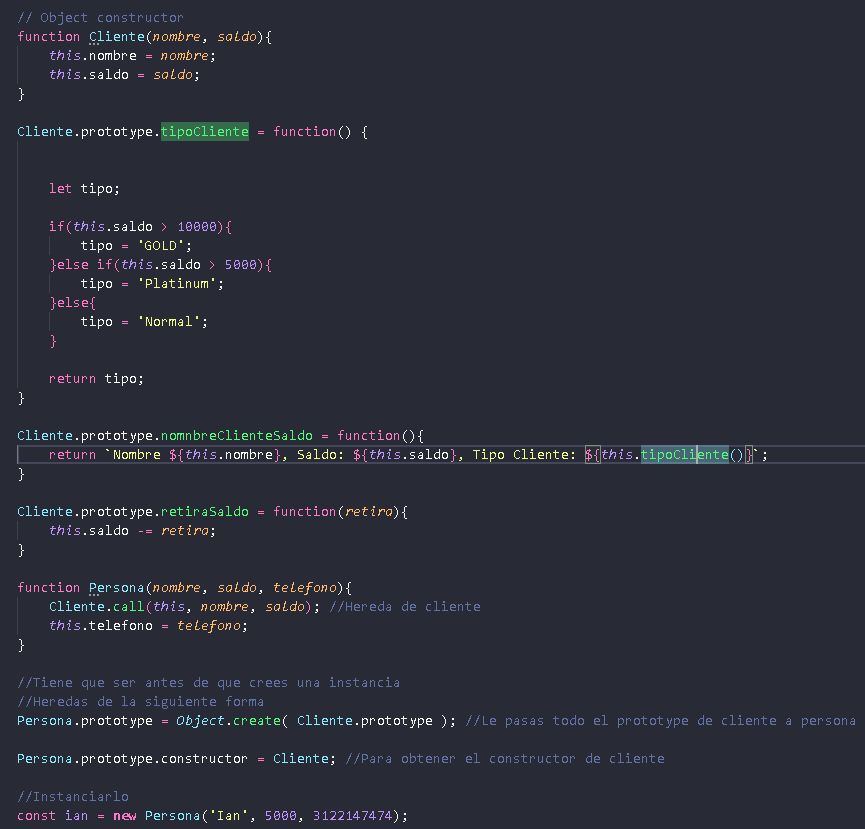 // Object constructor
function Cliente(nombre, saldo){
    this.nombre = nombre;
    this.saldo = saldo;
}
Cliente.prototype.tipoCliente = function() {
    let tipo;
    if(this.saldo > 10000){
        tipo = 'GOLD';
    }else if(this.saldo > 5000){
        tipo = 'Platinum';
    }else{
        tipo = 'Normal';
    }
    return tipo;
}
Cliente.prototype.nomnbreClienteSaldo = function(){
    return `Nombre ${this.nombre}, Saldo: ${this.saldo}, Tipo Cliente: ${this.tipoCliente()}`;
}
Cliente.prototype.retiraSaldo = function(retira){
    this.saldo -= retira;
}
function Persona(nombre, saldo, telefono){
    Cliente.call(this, nombre, saldo); //Hereda de cliente
    this.telefono = telefono;
}
//Tiene que ser antes de que crees una instancia
//Heredas de la siguiente forma
Persona.prototype = Object.create( Cliente.prototype ); //Le pasas todo el prototype de cliente a persona
Persona.prototype.constructor = Cliente; //Para obtener el constructor de cliente
//Instanciarlo
const ian = new Persona('Ian', 5000, 3122147474);